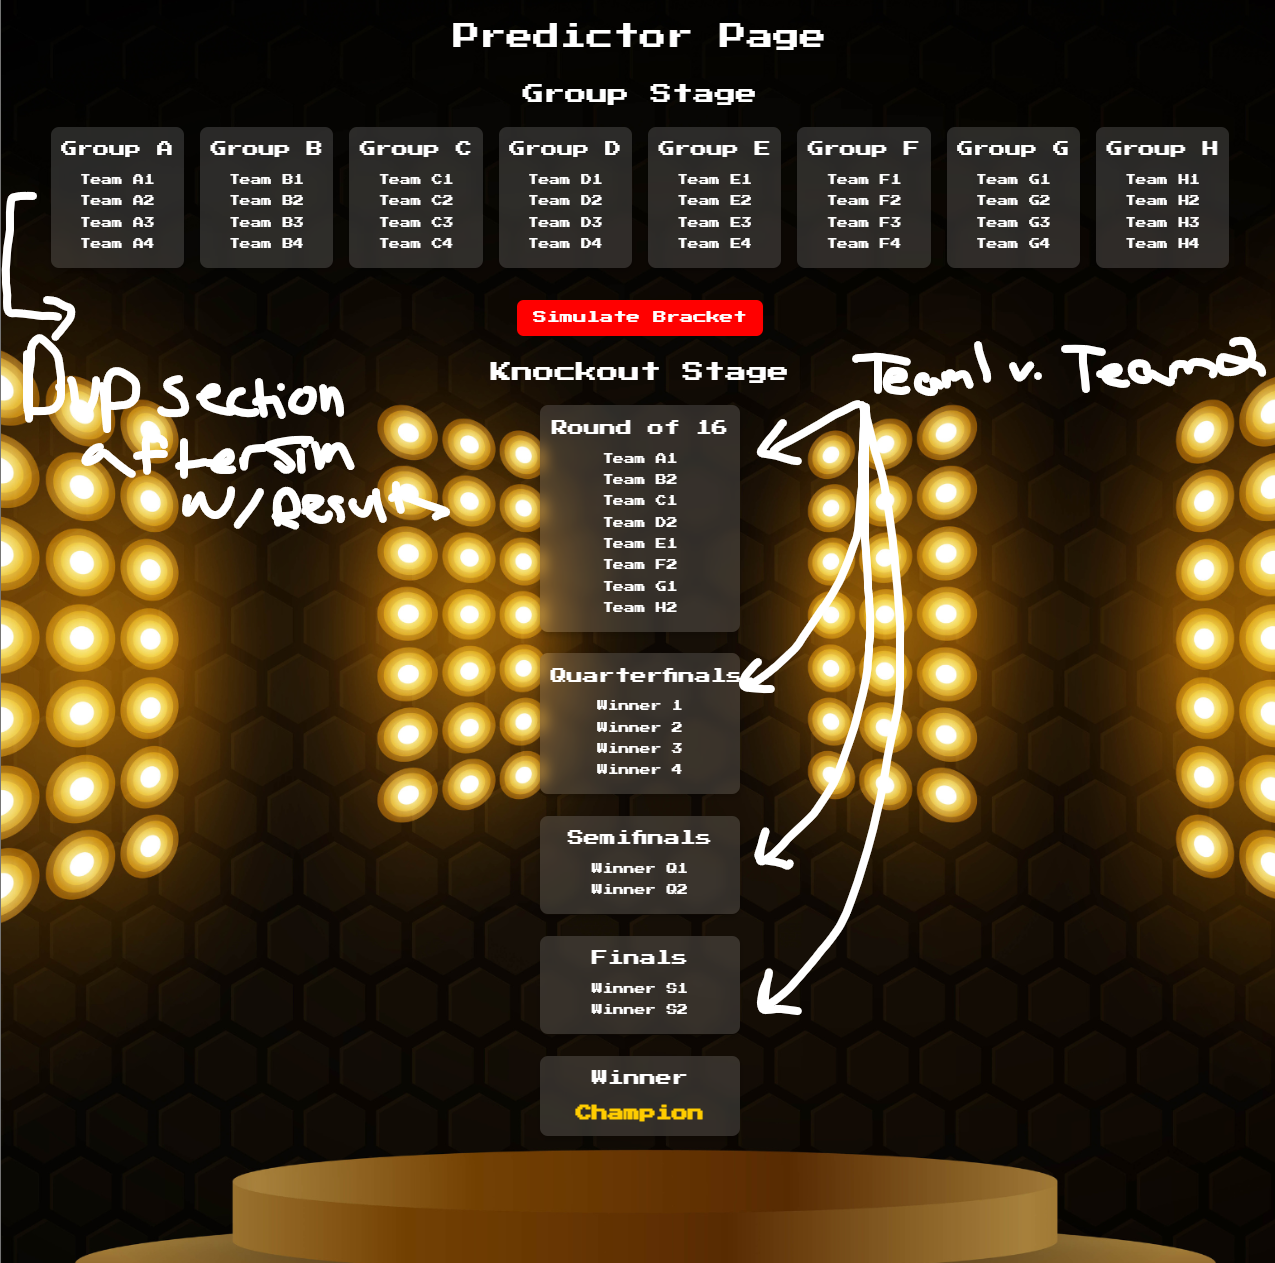 Predictor Page
Group Stage
Group A Group B Group C Group D Group E Group F Group G Group H
Team A1 Team B1 Team C1 Team D1 Team E1 Team F1 Team G1 Team H1
Team A2 Team B2 Team C2 Team D2 Team E2 Team F2 Team G2 Team H2
Team A3 Team B3 Team C3 Team D3 Team E3 Team F3 Team G3 Team H3
Team A4 Team B4 Team C4 Team D4 Team E4 Team F4 Team G4 Team H4
Simulate Bracket
Knockout Stage
Team 1 v. Team 2
Dup section
after sim
w/ Result
Round of 16
Team A1
Team B2
Team C1
Team D2
Team E1
Team F2
Team G1
Team H2
Quarterfinals
Winner 1
Winner 2
Winner 3
Winner 4
Semifinals
Winner Q1
Winner Q2
Finals
Winner S1
Winner S2
Winner
Champion